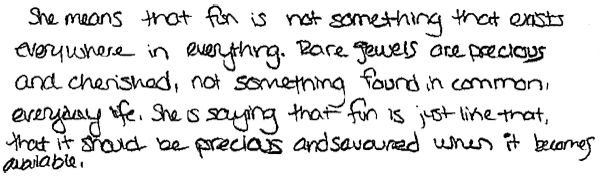 She means that fun is not something that exists
everywhere in everything. Rare jewels are precious
and cherished, not something found in common,
everyday life. She is saying that fun is just like that,
that it should be precious and savoured when it becomes
available.